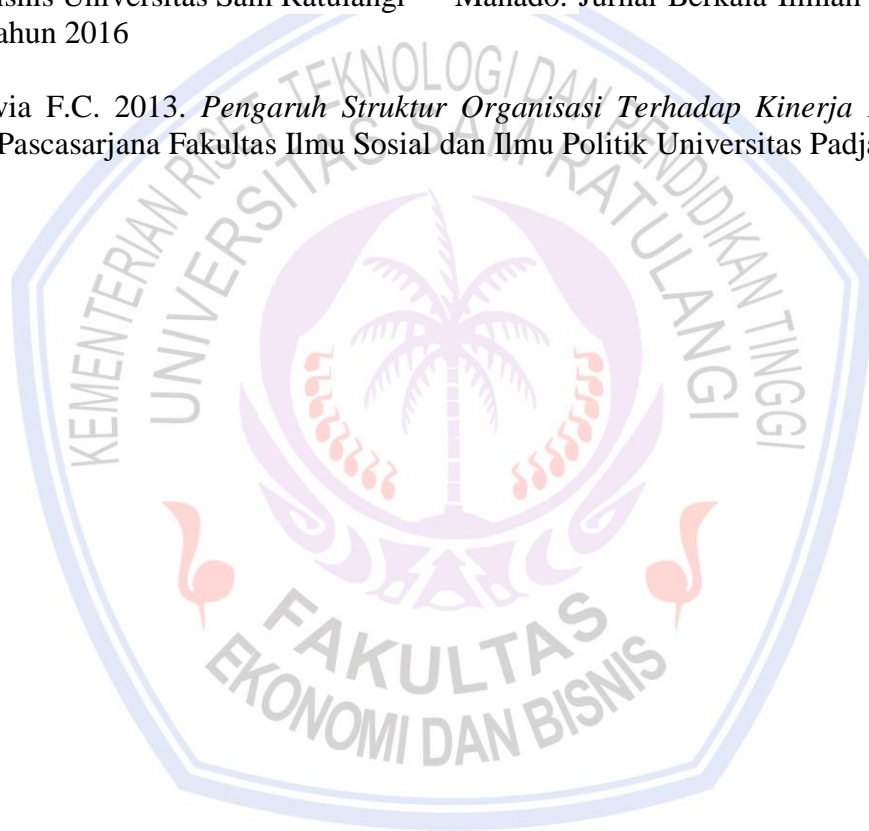 Bisnis Universitas Sam Ratulangi Manado. Jurnal Berkala Ilmiah
Tahun 2016
via F.C. 2013. Pengaruh Struktur Organisasi Terhadap Kinerja
Pascasarjana Fakultas Ilmu Sosial dan Ilmu Politik Universitas
KEMENTERIAN RISET TEKNOLOGI DAN PENDIDIKAN TINGGI
UNIVERSITAS SAM RATULANGI
FAKULTAS
EKONOMI DAN BISNIS